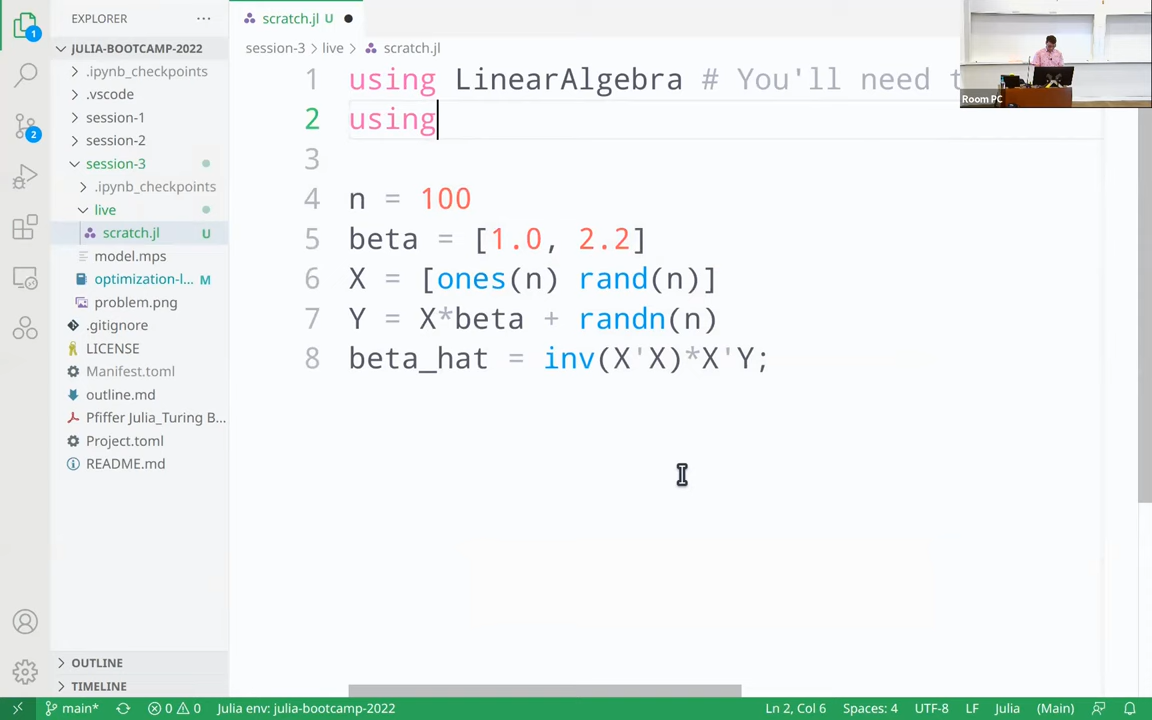 EXPLORER
scratch.jl U
1
JULIA-BOOTCAMP-2022
session-3 > live > scratch.jl
.ipynb_checkpoints
.vscode
session-1
session-2
session-3
.ipynb_checkpoints
live
scratch.jl U
model.mps
optimization-l... M
problem.png
.gitignore
LICENSE
Manifest.toml
outline.md
Pfiffer Julia_Turing B...
Project.toml
README.md
2
OUTLINE
TIMELINE
1 using LinearAlgebra # You'll need t
2 using
3
4 n = 100
5 beta = [1.0, 2.2]
6 X = [ones(n) rand(n)]
7 Y = X*beta + randn(n)
8 beta_hat = inv(X'X)*X'Y;
Room PC
main* 0 0 Julia env: julia-bootcamp-2022 Ln 2, Col 6 Spaces: 4 UTF-8 LF Julia (Main)